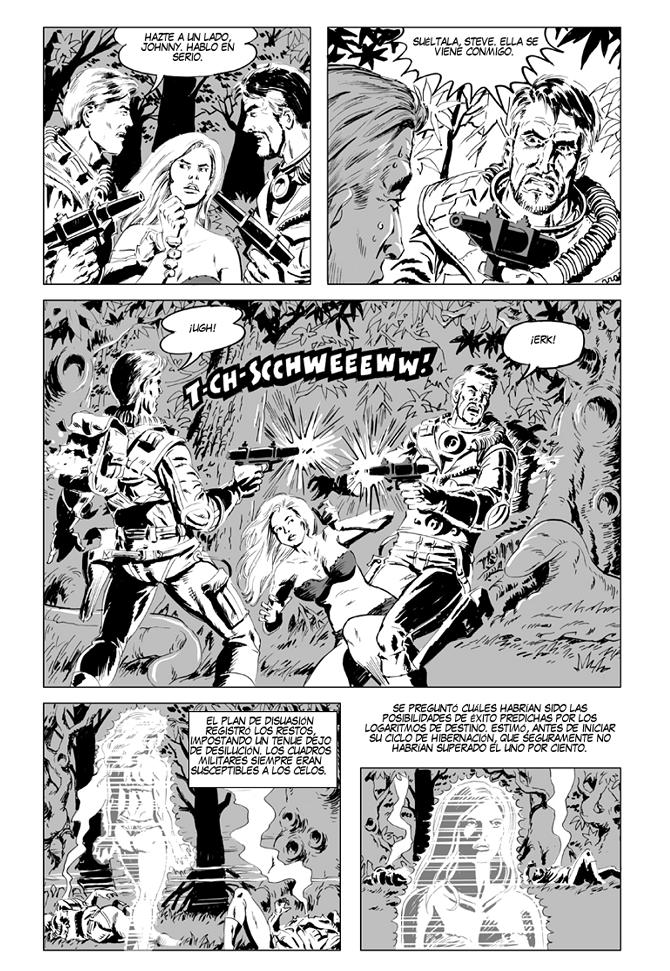 HAZTE A UN LADO,
JOHNNY. HABLO EN
SERIO.
SUÉLTALA, STEVE. ELLA SE
VIENE CONMIGO.
¡UGH!
T-CH-SCCHWEEEWW!
¡ERK!
EL PLAN DE DISUASIÓN
REGISTRÓ LOS RESTOS,
IMPOSTANDO UN TENUE DEJO
DE DESILUCIÓN. LOS CUADROS
MILITARES SIEMPRE ERAN
SUSCEPTIBLES A LOS CELOS.
SE PREGUNTÓ CUÁLES HABRÍAN SIDO LAS
POSIBILIDADES DE ÉXITO PREDICHAS POR LOS
LOGARITMOS DE DESTINO. ESTIMÓ, ANTES DE INICIAR
SU CICLO DE HIBERNACIÓN, QUE SEGURAMENTE NO
HABRÍAN SUPERADO EL UNO POR CIENTO.